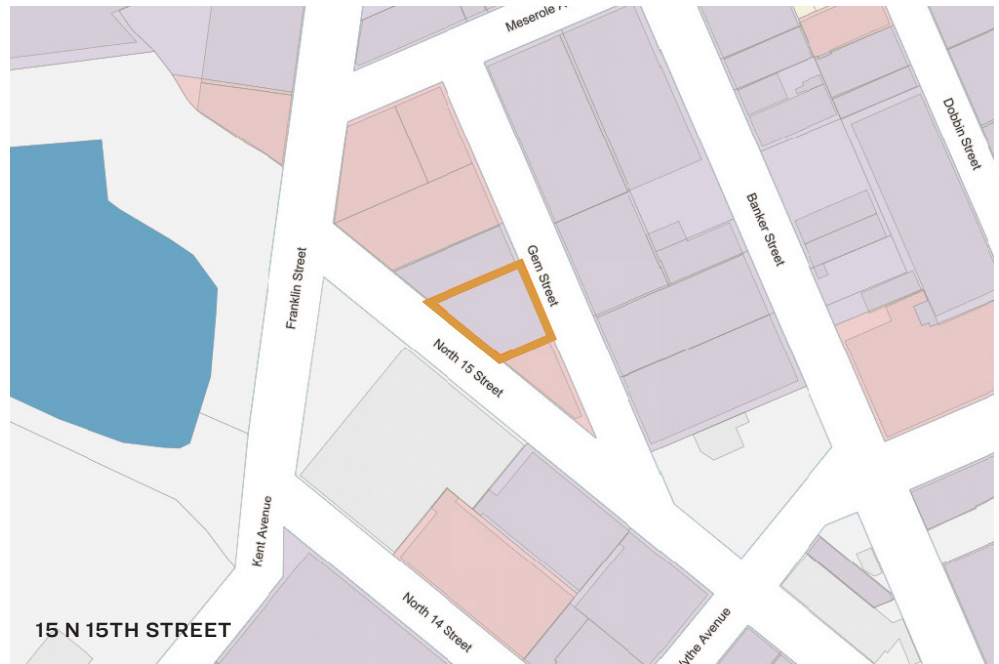 Meserole
Dobbin Street
Banker Street
Gem Street
Franklin Street
North 15 Street
Kent Avenue
North 14 Street
Avenue
15 N 15TH STREET